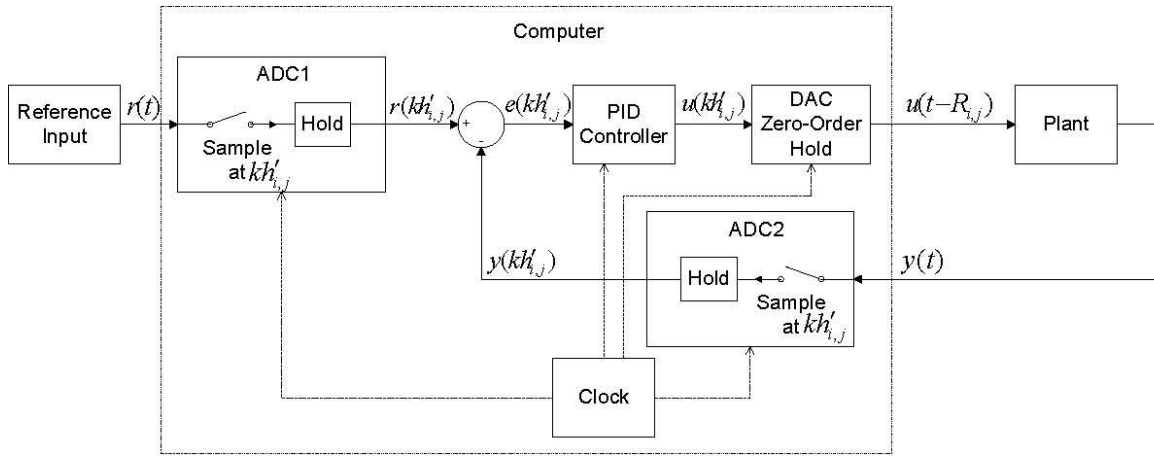 Computer
ADC1
Reference
Input
r(t)
Hold
Sample
at kh′i,j
r(kh′i,j)
+
-
e(kh′i,j)
PID
Controller
u(kh′i,j)
DAC
Zero-Order
Hold
u(t−Ri,j)
Plant
ADC2
y(kh′i,j)
Hold
Sample
at kh′i,j
y(t)
Clock